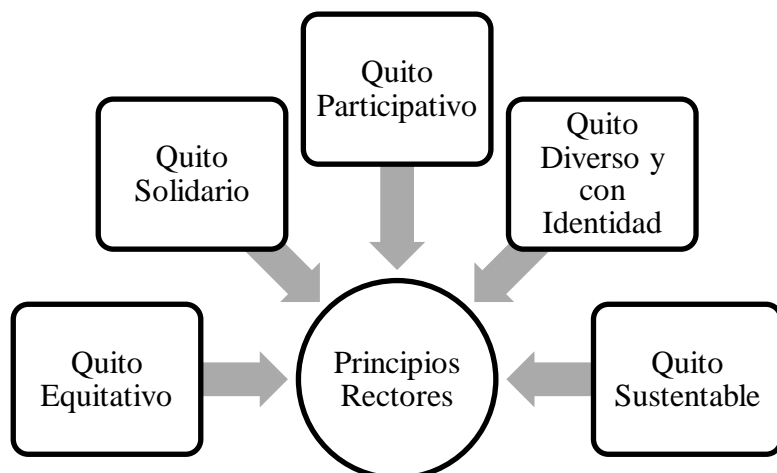 Quito
Participativo
Quito
Solidario
Quito
Diverso y
con
Identidad
Quito
Equitativo
Principios
Rectores
Quito
Sustentable